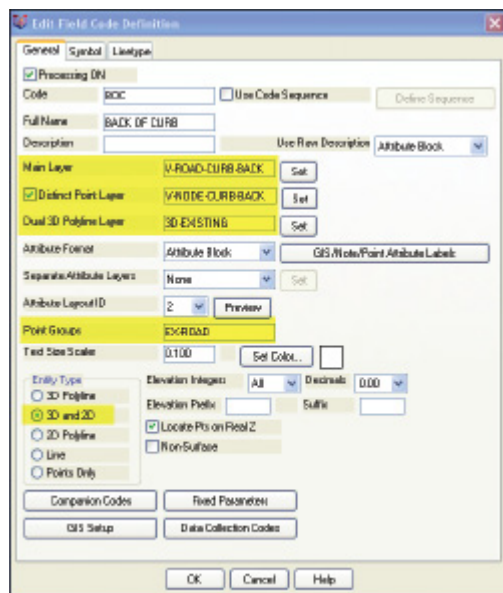 Edit Field Code Definition
General Symbol Linetype
Processing ON
Code BOC Use Code Sequence Define Sequence
Full Name BACK OF CURB
Description Use Raw Description Attribute Block
Main Layer V-ROAD-CURB-BACK Set
Distinct Point Layer V-NODE-CURB-BACK Set
Dual 3D Polyline Layer 3D-EXISTING Set
Attribute Format Attribute Block GIS/Note/Point Attribute Labels
Separate Attribute Layers None Set
Attribute Layout ID 2 Preview
Point Groups EX-ROAD
Text Size Scaler 0.100 Set Color...
Entity Type Elevation Integers All Decimals 0.00
3D Polyline Elevation Prefix Suffix
3D and 2D Locate Pts on Real Z
2D Polyline Non-Surface
Line
Points Only
Companion Codes Fixed Parameters
GIS Setup Data Collection Codes
OK Cancel Help